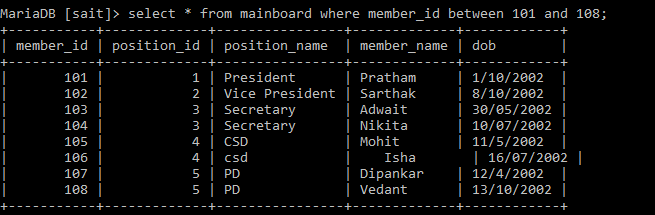 MariaDB [sait]> select * from mainboard where member_id between 101 and 108;
+-----------+-------------+----------------+-------------+------------+
| member_id | position_id | position_name  | member_name | dob        |
+-----------+-------------+----------------+-------------+------------+
|       101 |           1 | President      | Pratham     | 1/10/2002  |
|       102 |           2 | Vice President | Sarthak     | 8/10/2002  |
|       103 |           3 | Secretary      | Adwait      | 30/05/2002 |
|       104 |           3 | Secretary      | Nikita      | 10/07/2002 |
|       105 |           4 | CSD            | Mohit       | 11/5/2002  |
|       106 |           4 | csd            |    Isha      | 16/07/2002 |
|       107 |           5 | PD             | Dipankar    | 12/4/2002  |
|       108 |           5 | PD             | Vedant      | 13/10/2002 |
+-----------+-------------+----------------+-------------+------------+